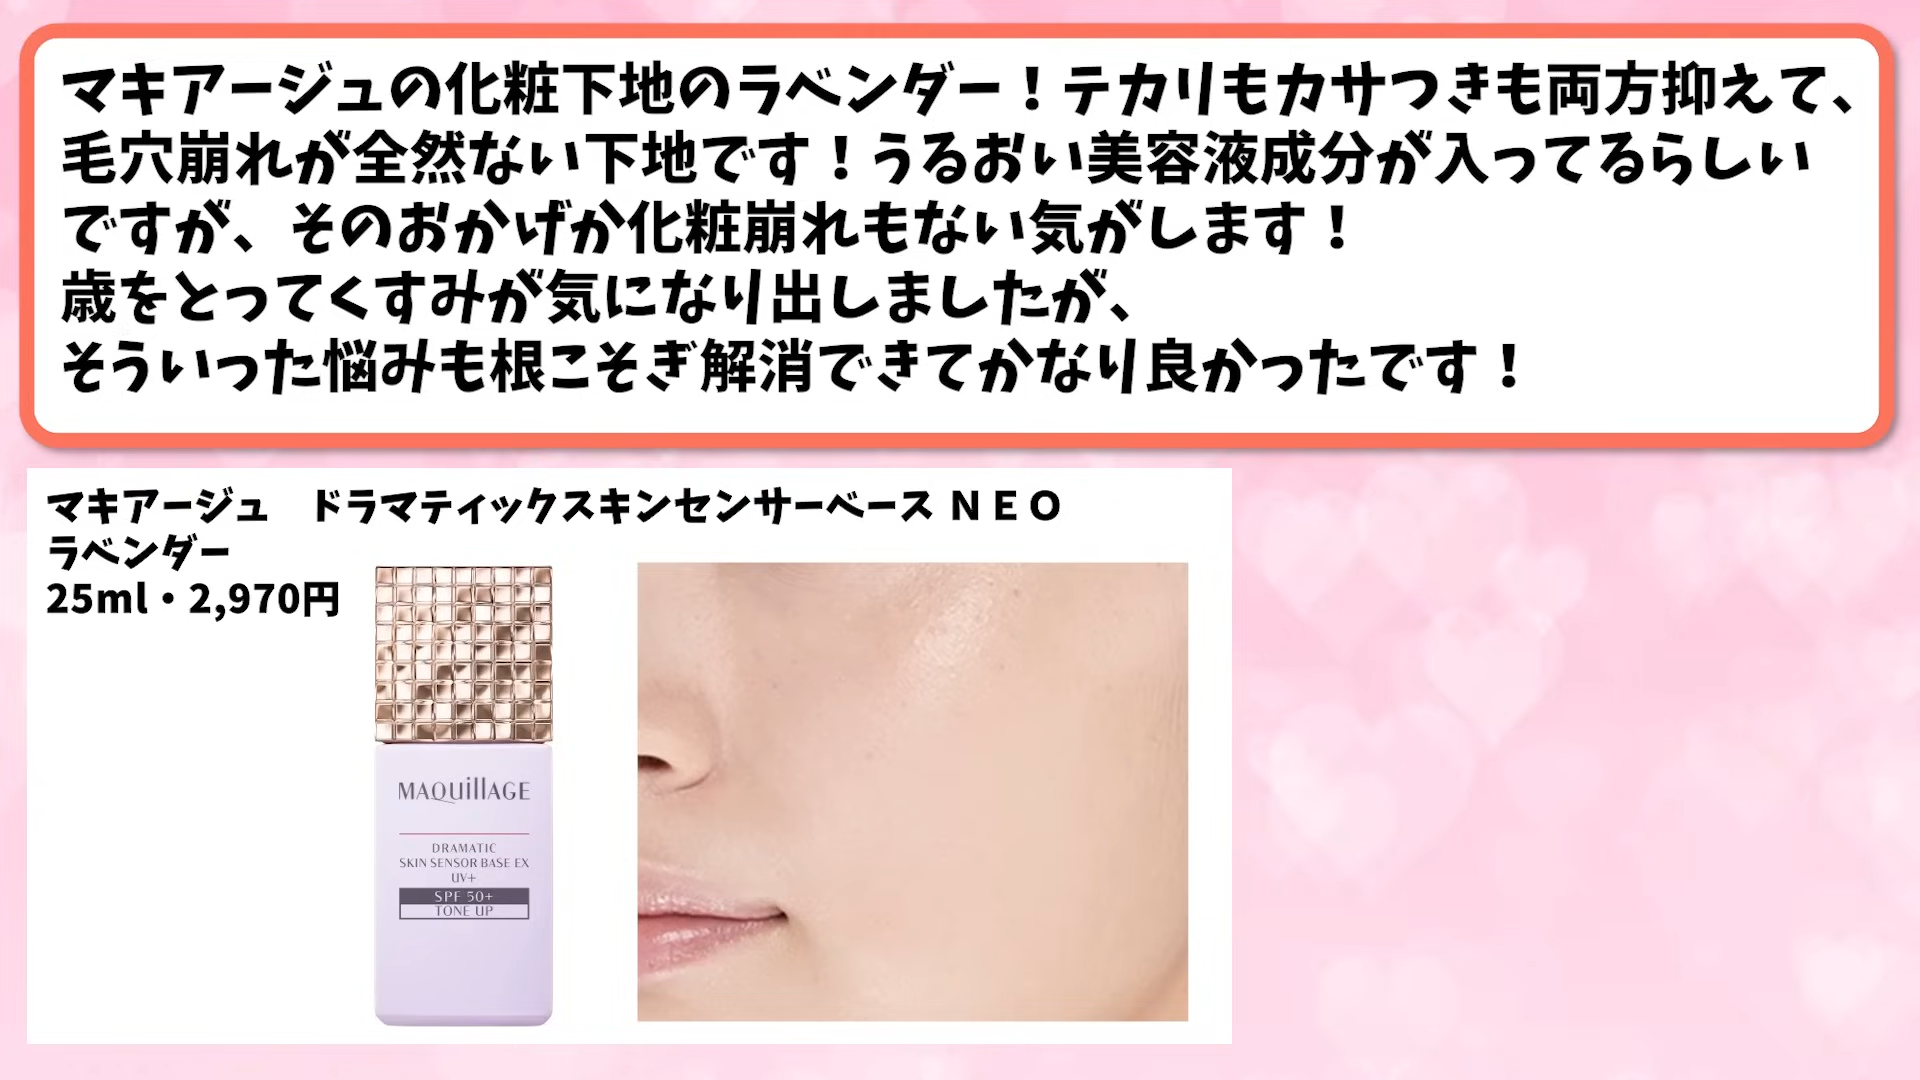 マキアージュの化粧下地のラベンダー！テカリもカサつきも両方抑えて、
毛穴崩れが全然ない下地です！うるおい美容液成分が入ってるらしい
ですが、そのおかげか化粧崩れもない気がします！
歳をとってくすみが気になり出しましたが、
そういった悩みも根こそぎ解消できてかなり良かったです！
マキアージュ　ドラマティックスキンセンサーベース ＮＥＯ
ラベンダー
25ml・2,970円
MAQuillAGE
DRAMATIC
SKIN SENSOR BASE EX
UV+
SPF 50+
TONE UP